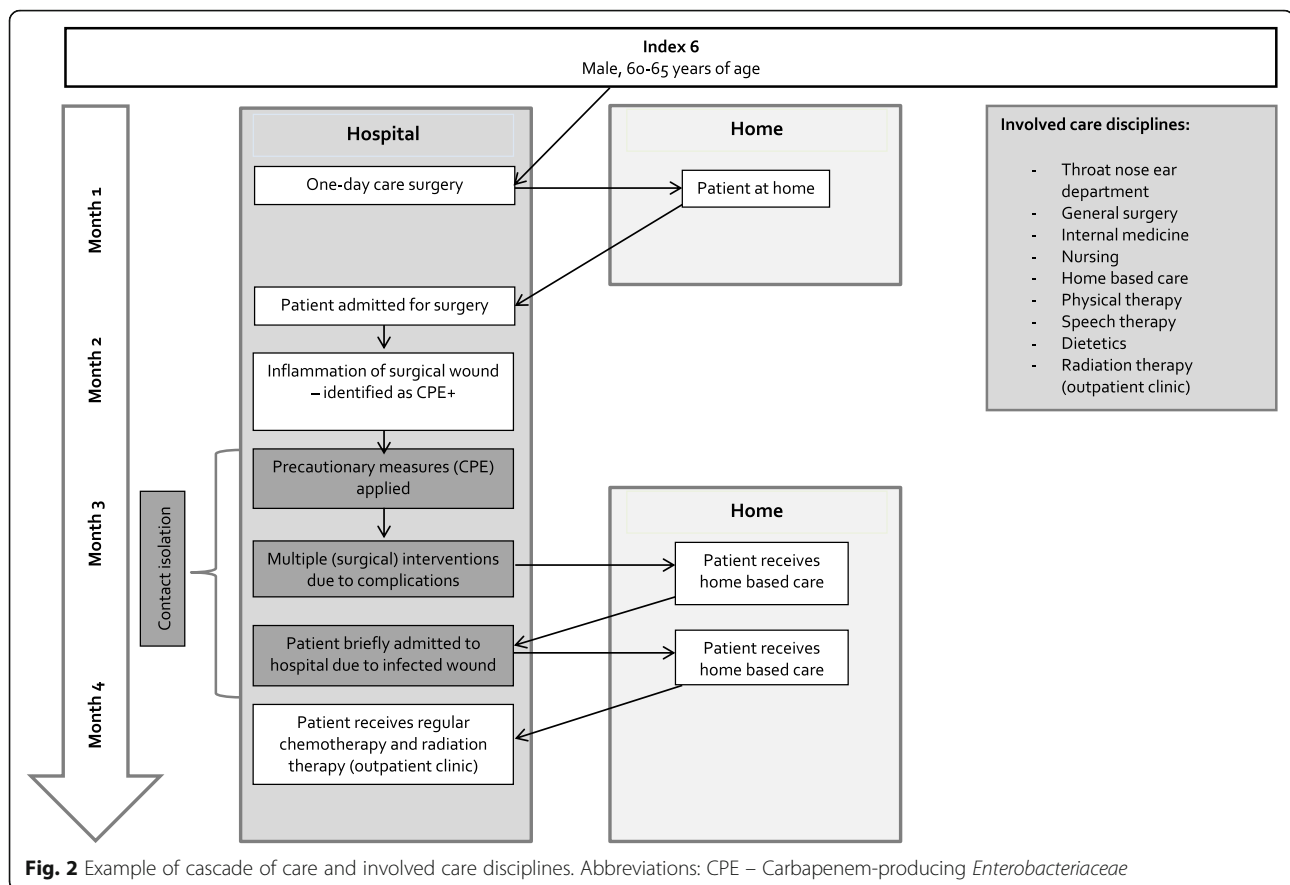 Index 6
Male, 60-65 years of age
Hospital
Home
Involved care disciplines:
One-day care surgery
Patient at home
- Throat nose ear
department
- General surgery
- Internal medicine
- Nursing
- Home based care
- Physical therapy
- Speech therapy
- Dietetics
- Radiation therapy
(outpatient clinic)
Month 1
Patient admitted for surgery
Month 2
Inflammation of surgical wound
– identified as CPE+
Precautionary measures (CPE)
applied
Month 3
Contact isolation
Home
Multiple (surgical) interventions
due to complications
Patient receives
home based care
Patient briefly admitted to
hospital due to infected wound
Patient receives
home based care
Month 4
Patient receives regular
chemotherapy and radiation
therapy (outpatient clinic)
Fig. 2 Example of cascade of care and involved care disciplines. Abbreviations: CPE – Carbapenem-producing Enterobacteriaceae